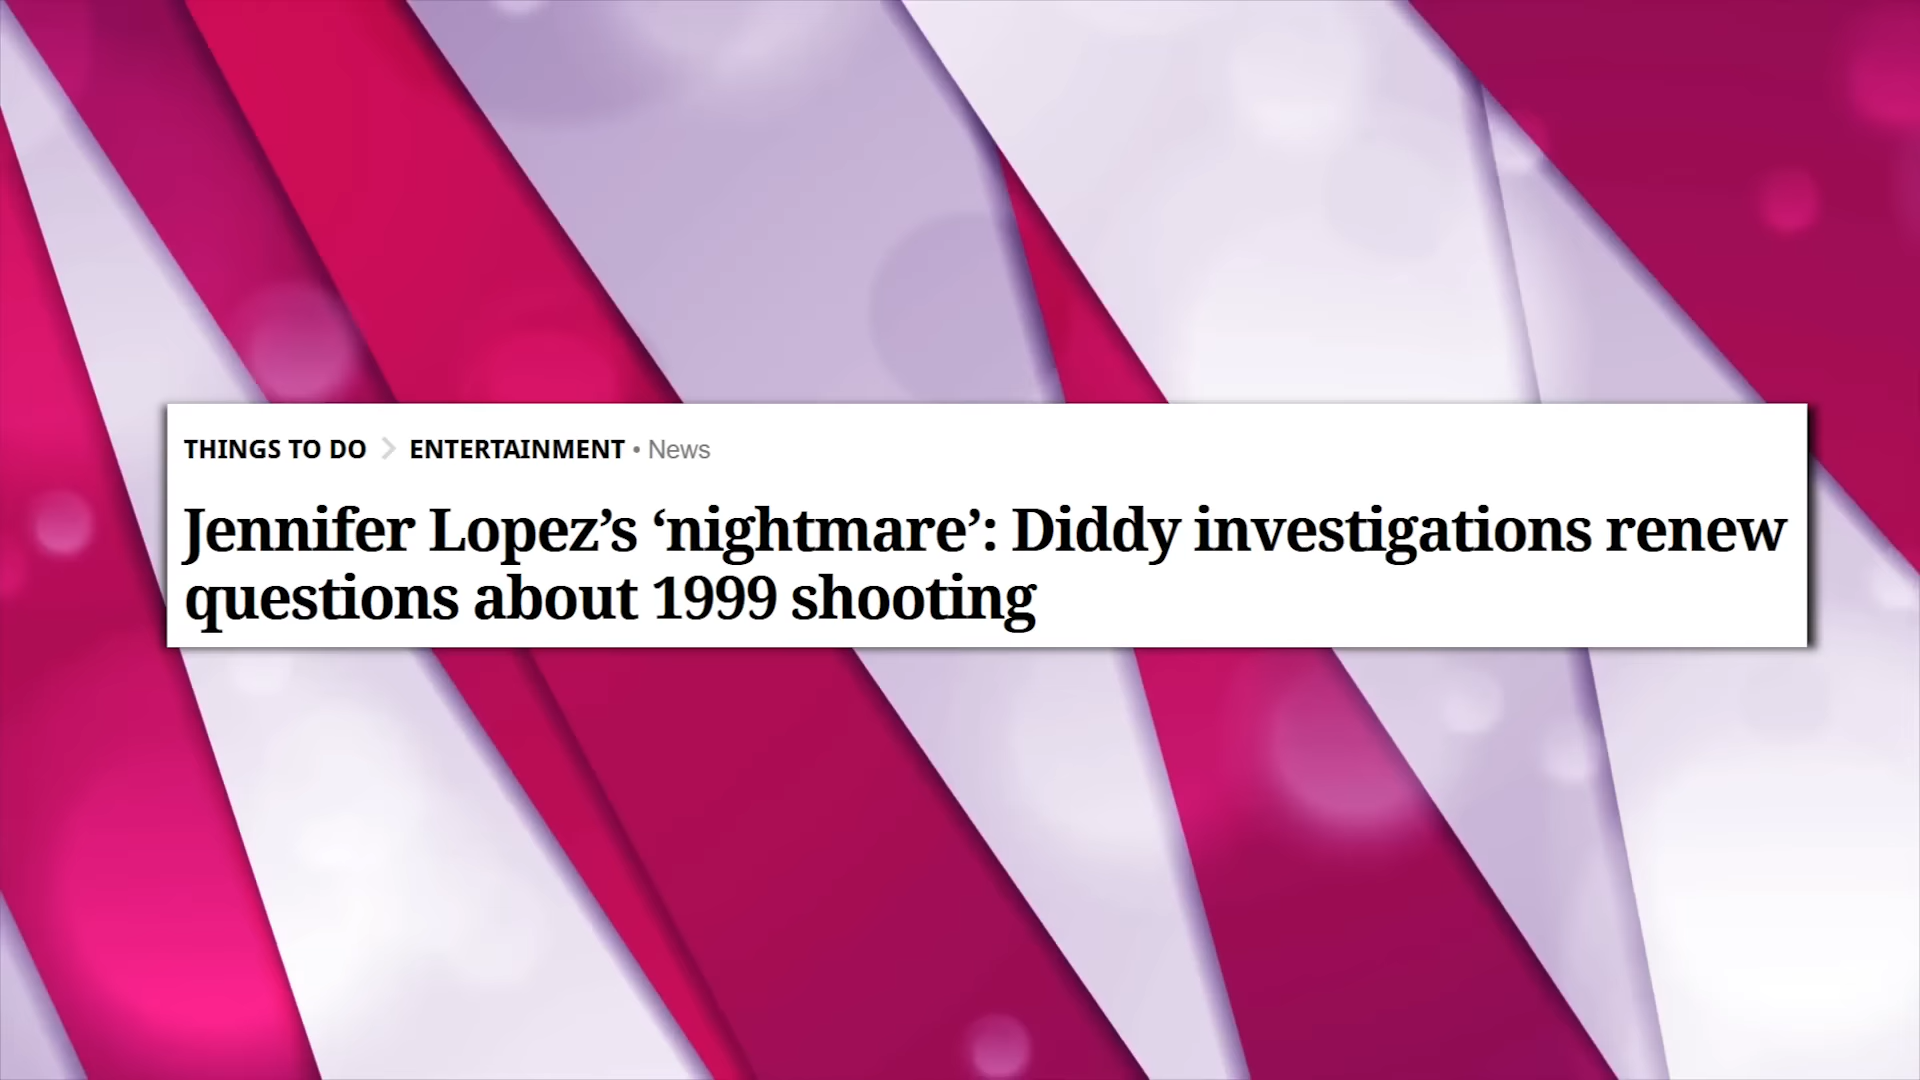 THINGS TO DO > ENTERTAINMENT • News
Jennifer Lopez’s ‘nightmare’: Diddy investigations renew
questions about 1999 shooting